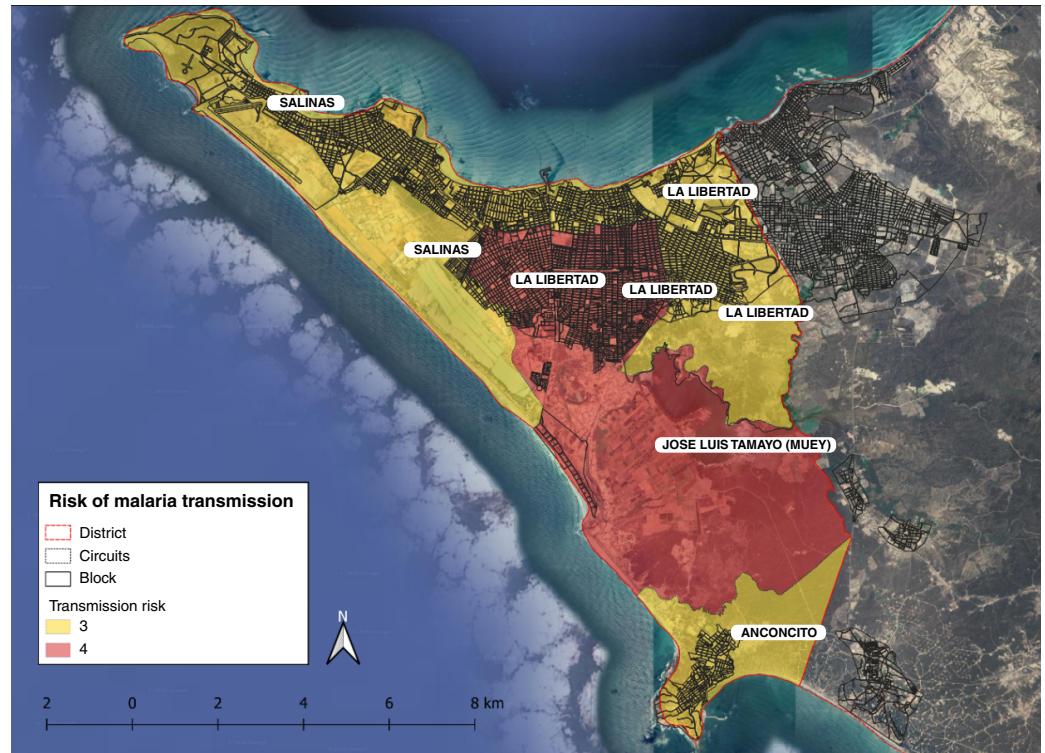 SALINAS
LA LIBERTAD
SALINAS
LA LIBERTAD
LA LIBERTAD
LA LIBERTAD
JOSE LUIS TAMAYO (MUEY)
ANCONCITO
Risk of malaria transmission
District
Circuits
Block
Transmission risk
3
4
N
2 0 2 4 6 8 km